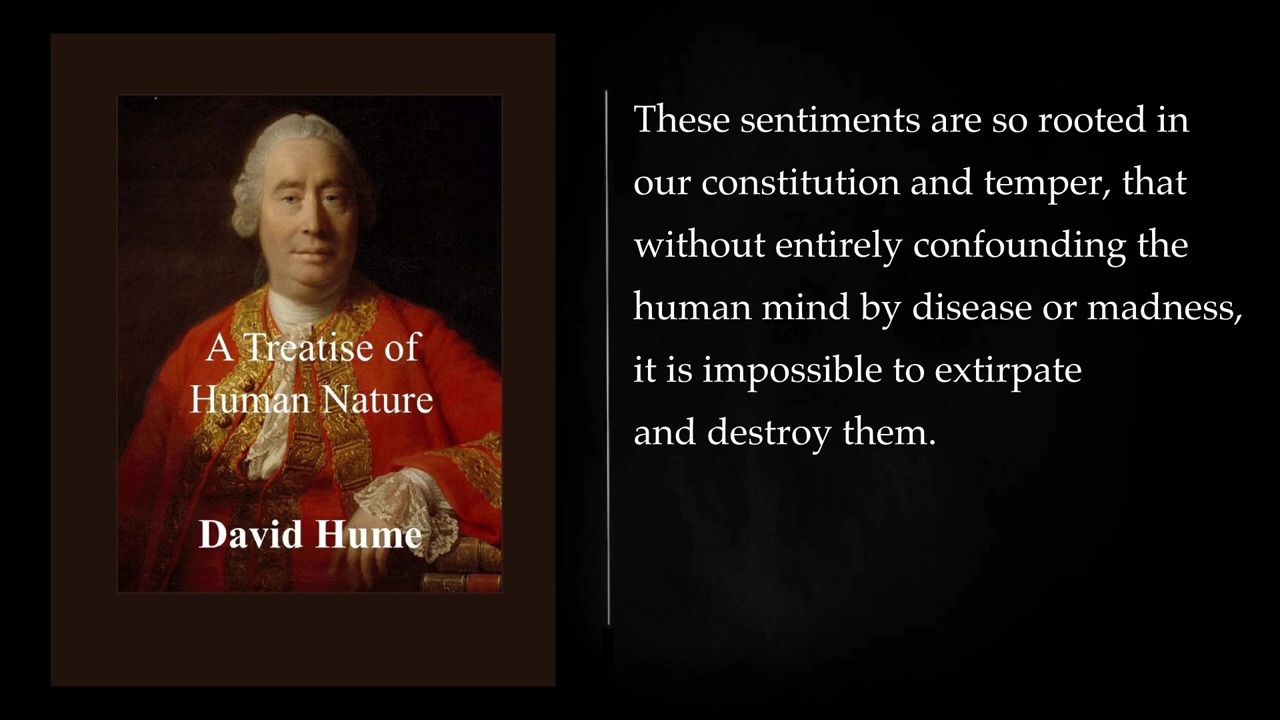 A Treatise of
Human Nature
David Hume
These sentiments are so rooted in
our constitution and temper, that
without entirely confounding the
human mind by disease or madness,
it is impossible to extirpate
and destroy them.